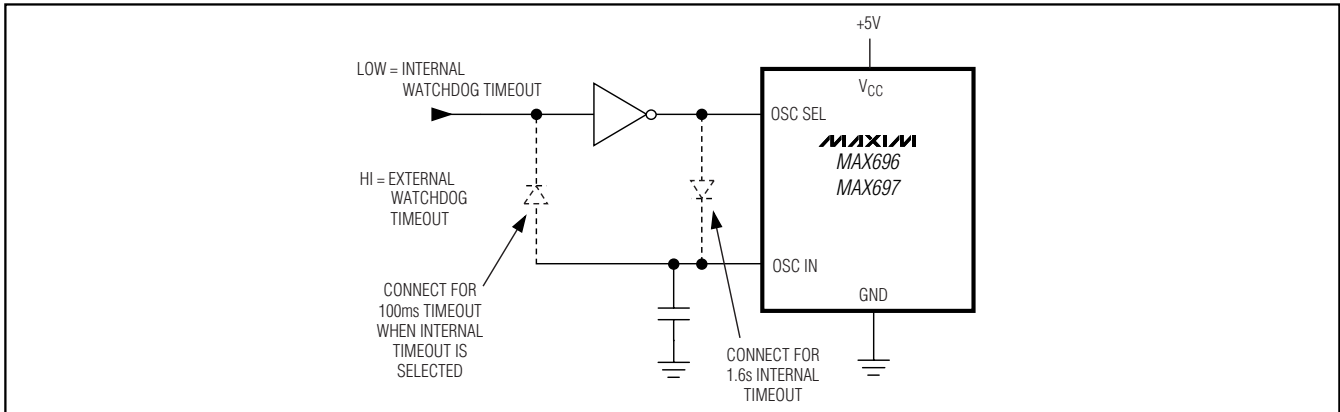 +5V
LOW = INTERNAL
WATCHDOG TIMEOUT
VCC
OSC SEL
MAXIM
MAX696
MAX697
HI = EXTERNAL
WATCHDOG
TIMEOUT
OSC IN
GND
CONNECT FOR
100ms TIMEOUT
WHEN INTERNAL
TIMEOUT IS
SELECTED
CONNECT FOR
1.6s INTERNAL
TIMEOUT